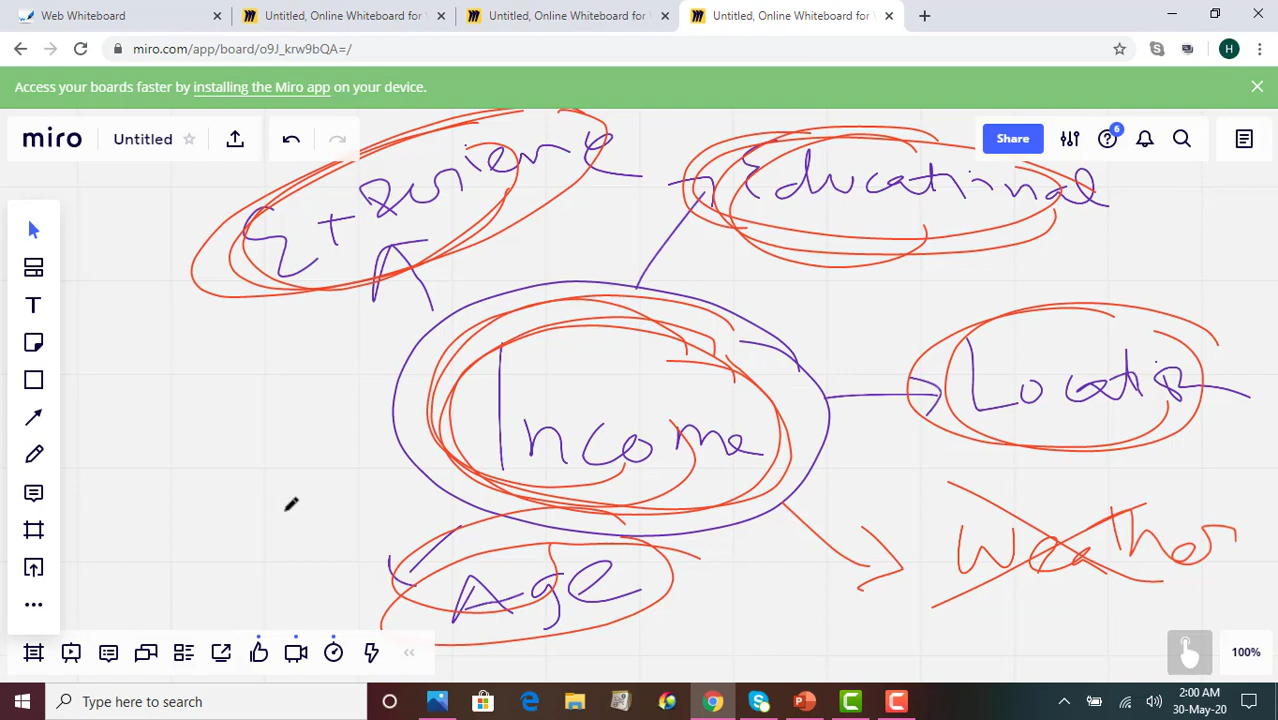 Web Whiteboard
Untitled, Online Whiteboard for
Untitled, Online Whiteboard for
Untitled, Online Whiteboard for
H
miro.com/app/board/o9J_krw9bQA=/
Access your boards faster by installing the Miro app on your device.
miro
Untitled
Share
6
Experience
Educational
Income
Location
Age
Weather
100%
Type here to search
2:00 AM
30-May-20